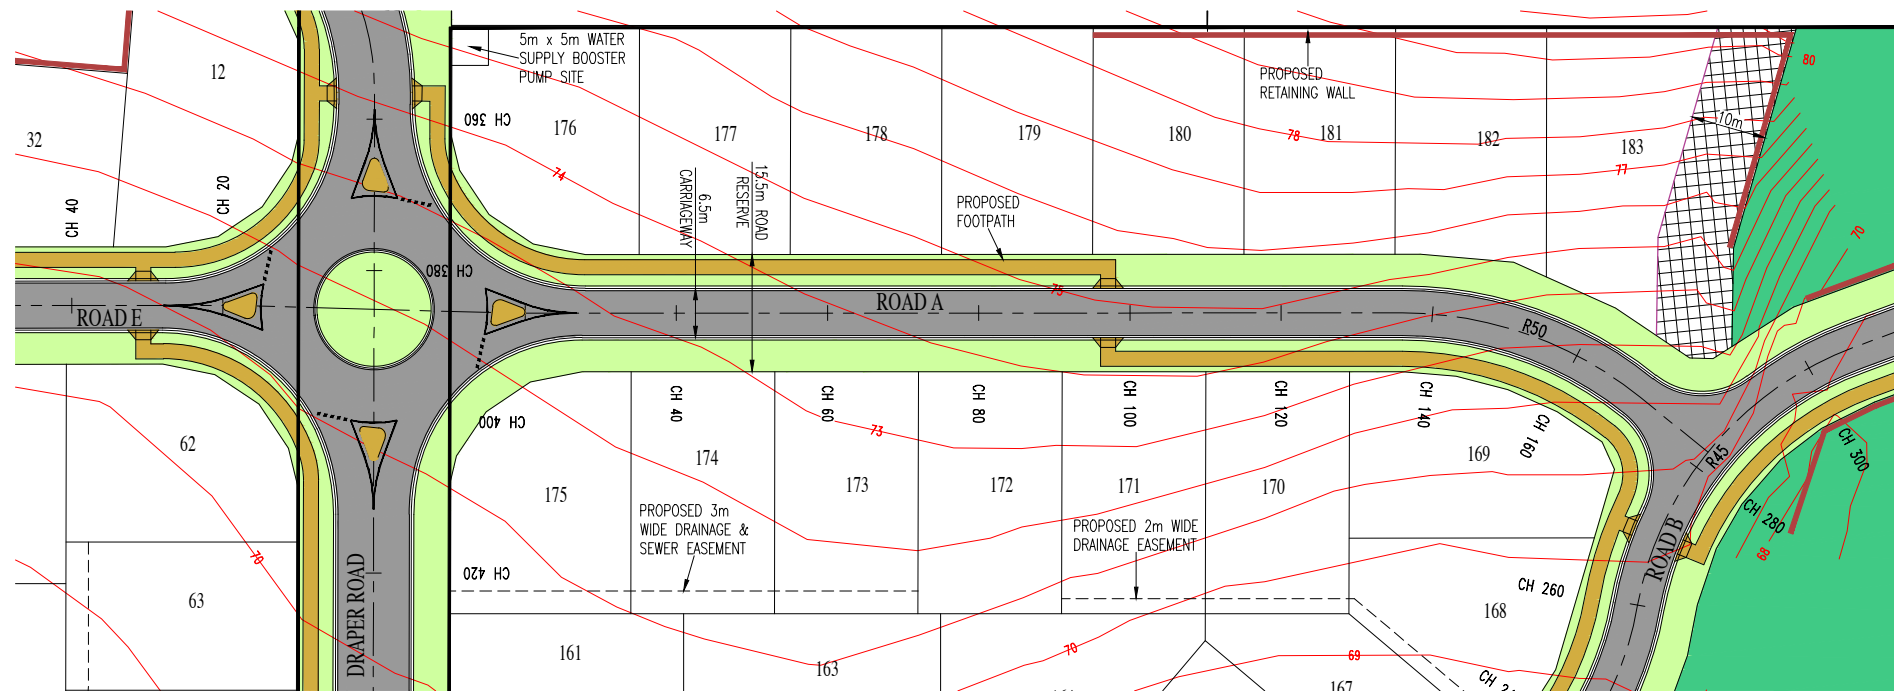 5m x 5m WATER
SUPPLY BOOSTER
PUMP SITE
12
32
CH 40
CH 20
CH 360
176
177
178
179
180
181
182
183
PROPOSED
RETAINING WALL
10m
80
78
77
74
70
15.5m ROAD
RESERVE
6.5m
CARRIAGEWAY
PROPOSED
FOOTPATH
CH 380
75
ROAD E
ROAD A
R50
R45
CH 400
CH 40
CH 60
CH 80
CH 100
CH 120
CH 140
CH 160
73
62
175
174
173
172
171
170
169
CH 300
CH 280
68
PROPOSED 3m
WIDE DRAINAGE &
SEWER EASEMENT
PROPOSED 2m WIDE
DRAINAGE EASEMENT
ROAD B
70
CH 420
CH 260
63
DRAPER ROAD
168
161
163
70
69
167